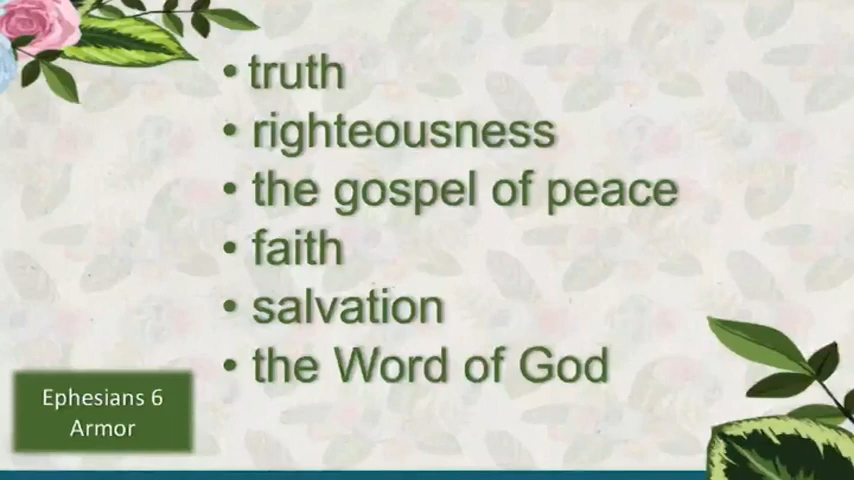 • truth
• righteousness
• the gospel of peace
• faith
• salvation
• the Word of God
Ephesians 6
Armor